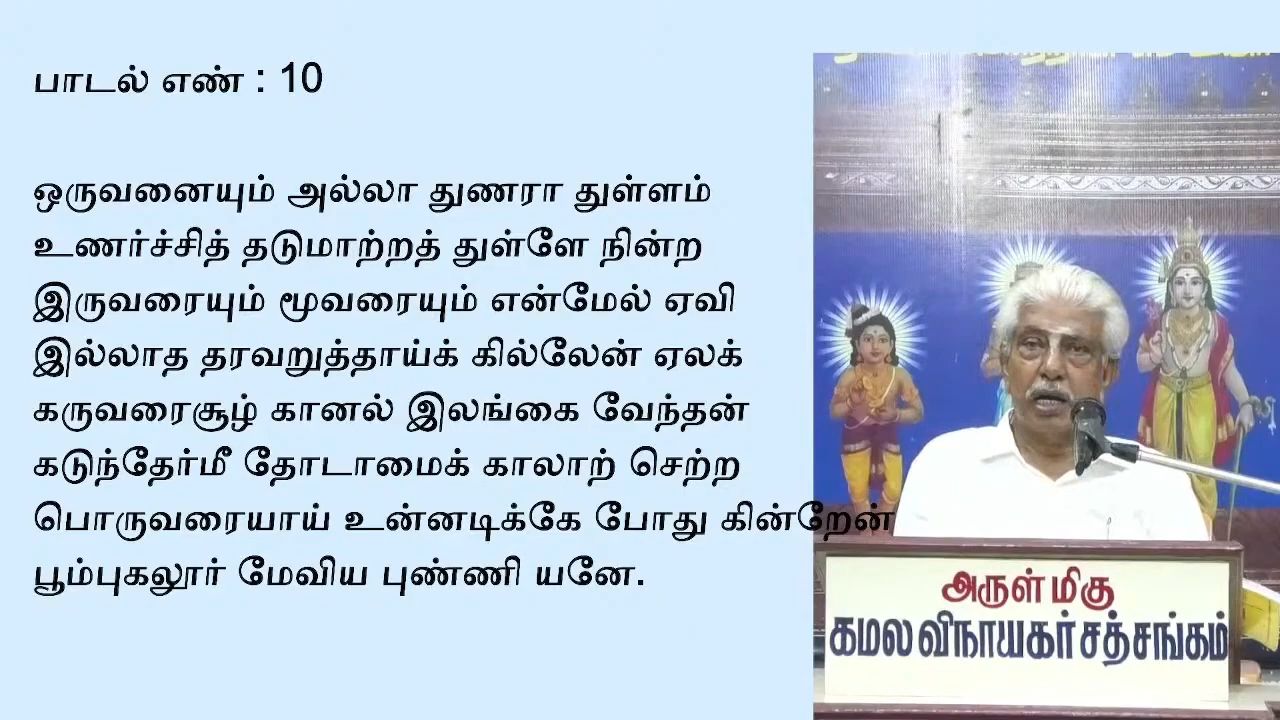 பாடல் எண் : 10
ஒருவனையும் அல்லா துணரா துள்ளம்
உணர்ச்சித் தடுமாற்றத் துள்ளே நின்ற
இருவரையும் மூவரையும் என்மேல் ஏவி
இல்லாத தரவறுத்தாய்க் கில்லேன் ஏலக்
கருவரைசூழ் கானல் இலங்கை வேந்தன்
கடுந்தேர்மீ தோடாமைக் காலாற் செற்ற
பொருவரையாய் உன்னடிக்கே போது கின்றேன்
பூம்புகலூர் மேவிய புண்ணி யனே.
அருள் மிகு
கமல விநாயகர் சத்சங்கம்